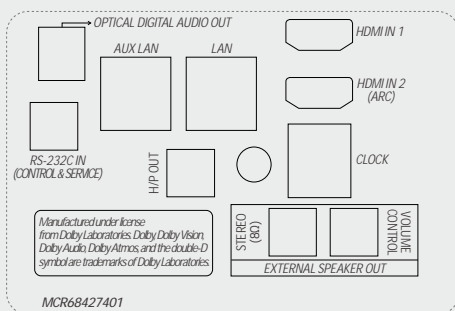 OPTICAL DIGITAL AUDIO OUT
AUX LAN
LAN
HDMI IN 1
HDMI IN 2
(ARC)
RS-232C IN
(CONTROL & SERVICE)
H/P OUT
CLOCK
Manufactured under license
from Dolby Laboratories. Dolby, Dolby Vision,
Dolby Audio, Dolby Atmos, and the double-D
symbol are trademarks of Dolby Laboratories.
STEREO
(8Ω)
VOLUME
CONTROL
EXTERNAL SPEAKER OUT
MCR68427401